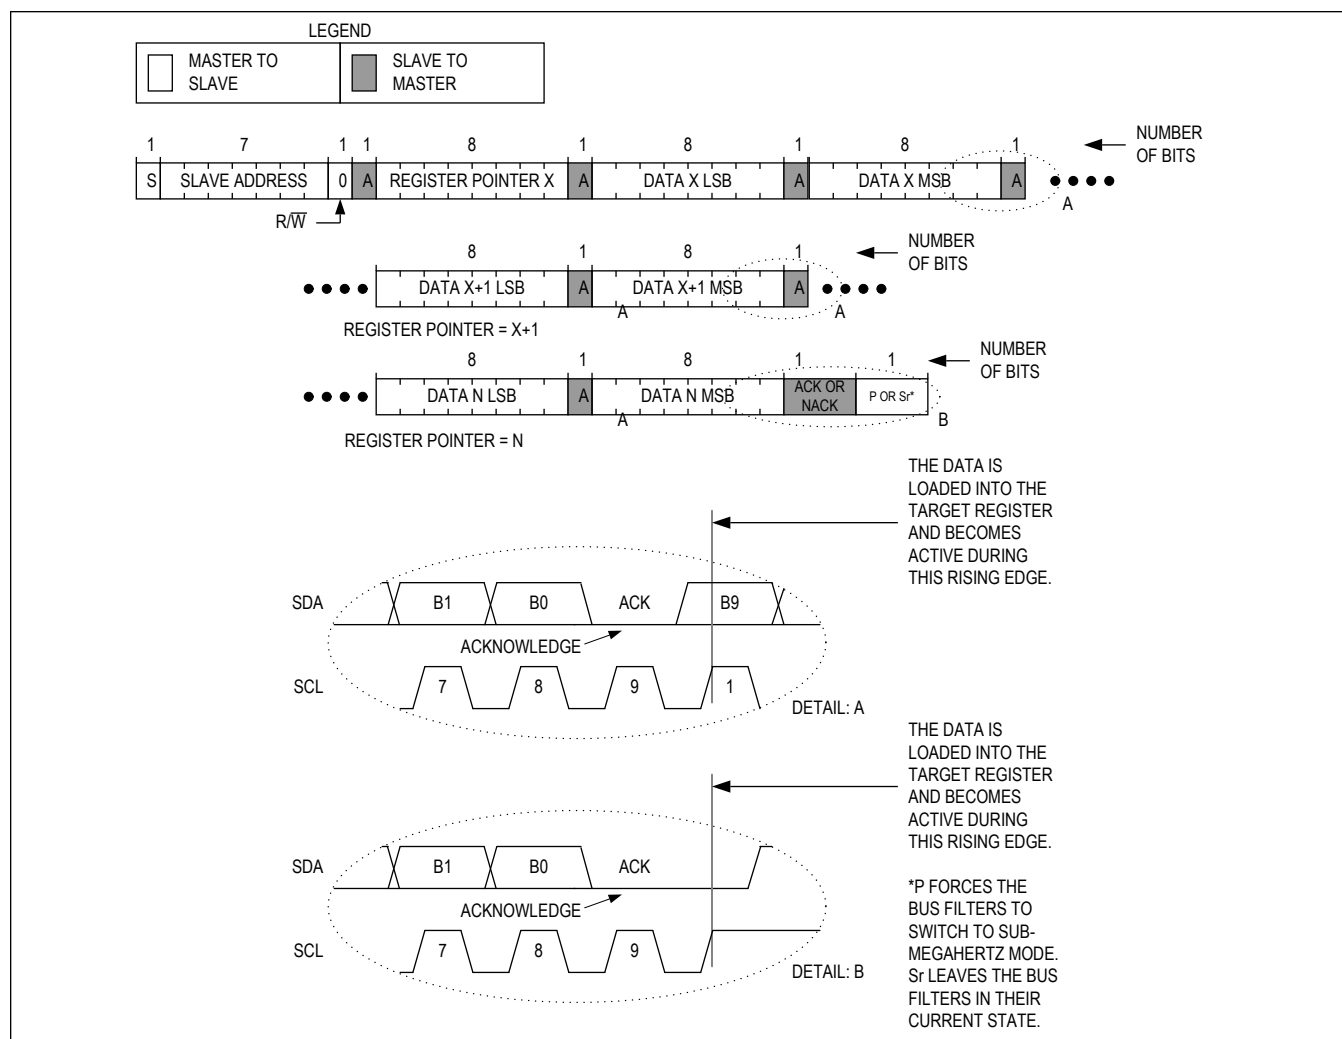 LEGEND
MASTER TO
SLAVE
SLAVE TO
MASTER
1 7 1 1 8 1 8 1 8 1
NUMBER
OF BITS
S SLAVE ADDRESS 0 A REGISTER POINTER X A DATA X LSB A DATA X MSB A
A
R/W̅
8 1 8 1
NUMBER
OF BITS
DATA X+1 LSB A DATA X+1 MSB A
A A
REGISTER POINTER = X+1
8 1 8 1 1
NUMBER
OF BITS
DATA N LSB A DATA N MSB ACK OR
NACK P OR Sr*
A B
REGISTER POINTER = N
THE DATA IS
LOADED INTO THE
TARGET REGISTER
AND BECOMES
ACTIVE DURING
THIS RISING EDGE.
SDA B1 B0 ACK B9
ACKNOWLEDGE
SCL 7 8 9 1
DETAIL: A
THE DATA IS
LOADED INTO THE
TARGET REGISTER
AND BECOMES
ACTIVE DURING
THIS RISING EDGE.
SDA B1 B0 ACK
ACKNOWLEDGE
SCL 7 8 9
DETAIL: B
*P FORCES THE
BUS FILTERS TO
SWITCH TO SUB-
MEGAHERTZ MODE.
Sr LEAVES THE BUS
FILTERS IN THEIR
CURRENT STATE.